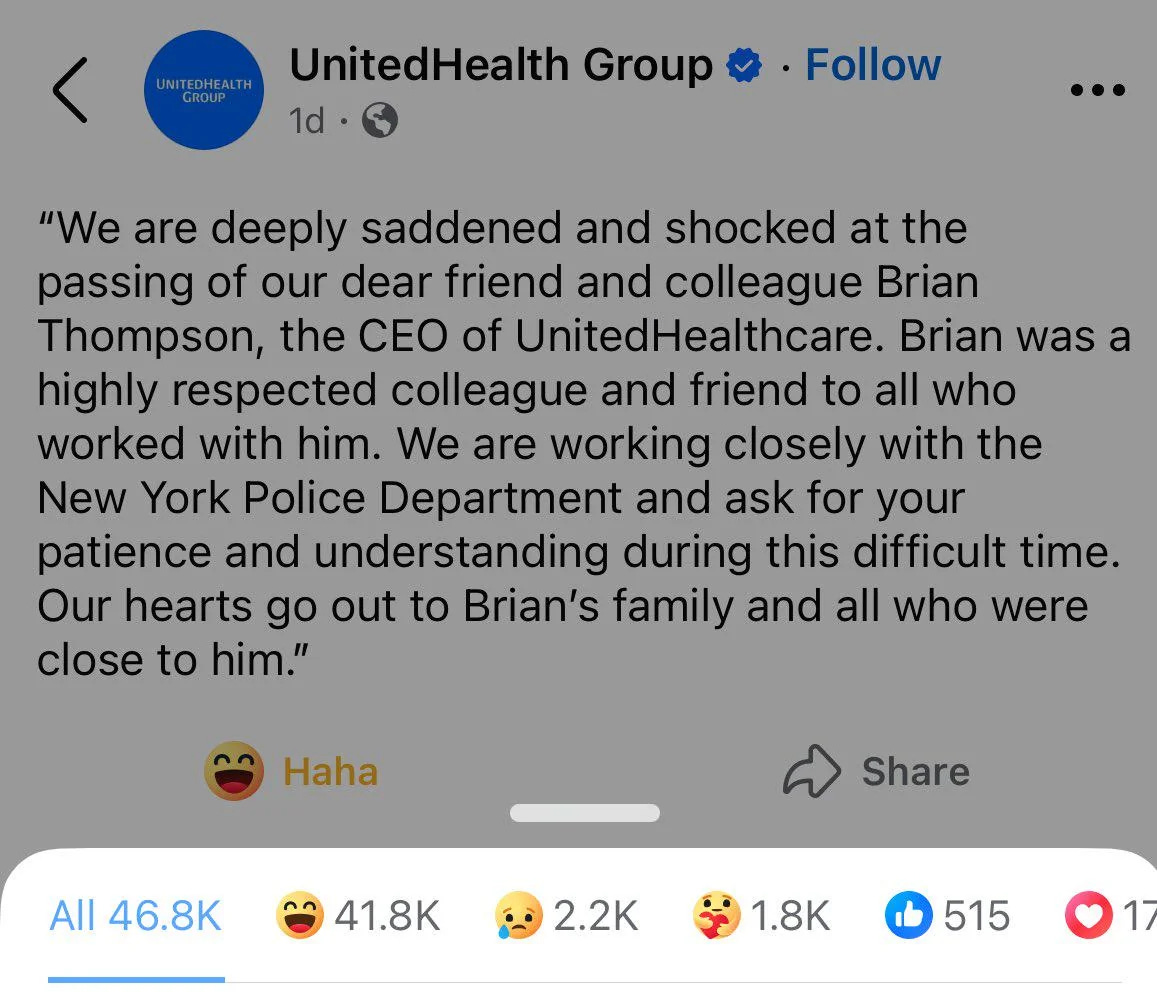 UnitedHealth Group · Follow
UNITEDHEALTH
GROUP
1d ·
“We are deeply saddened and shocked at the
passing of our dear friend and colleague Brian
Thompson, the CEO of UnitedHealthcare. Brian was a
highly respected colleague and friend to all who
worked with him. We are working closely with the
New York Police Department and ask for your
patience and understanding during this difficult time.
Our hearts go out to Brian’s family and all who were
close to him.”
Haha
Share
All 46.8K 41.8K 2.2K 1.8K 515 17